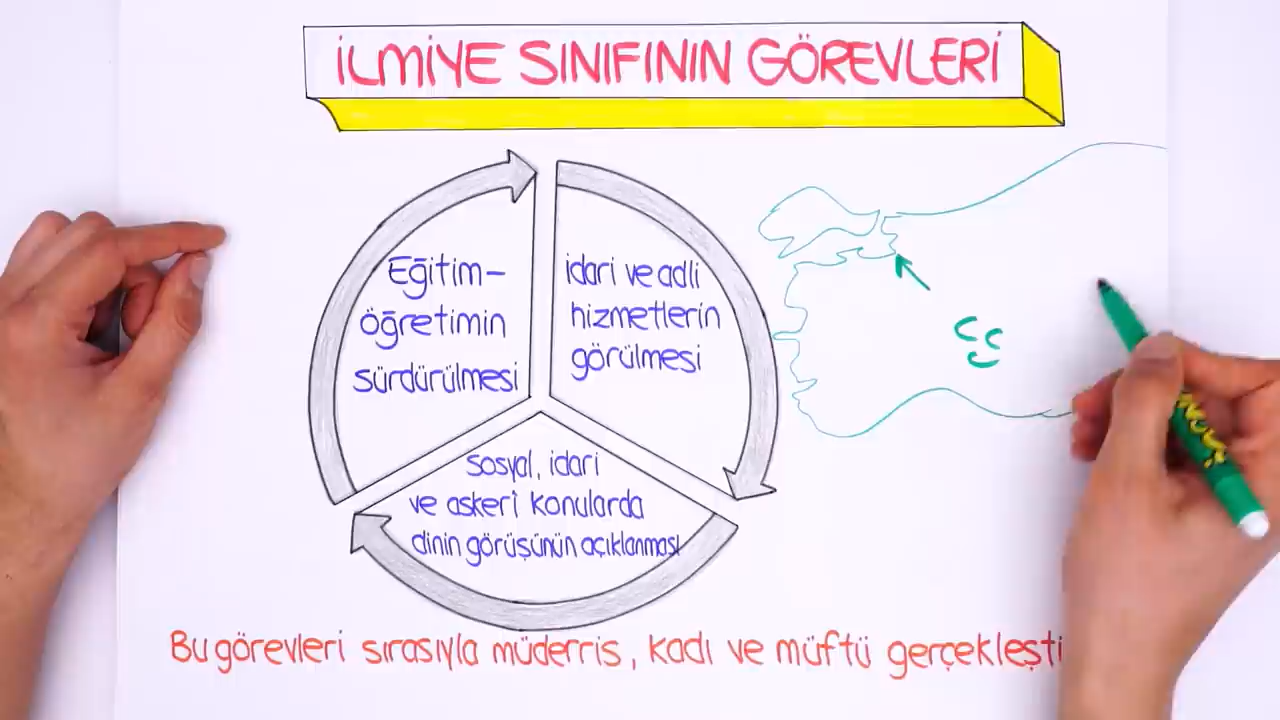 İLMİYE SINIFININ GÖREVLERİ
Eğitim-
öğretimin
sürdürülmesi
idari ve adli
hizmetlerin
görülmesi
Sosyal, idari
ve askerî konularda
dinin görüşünün açıklanması
Bu görevleri sırasıyla müderris, kadı ve müftü gerçekleşti